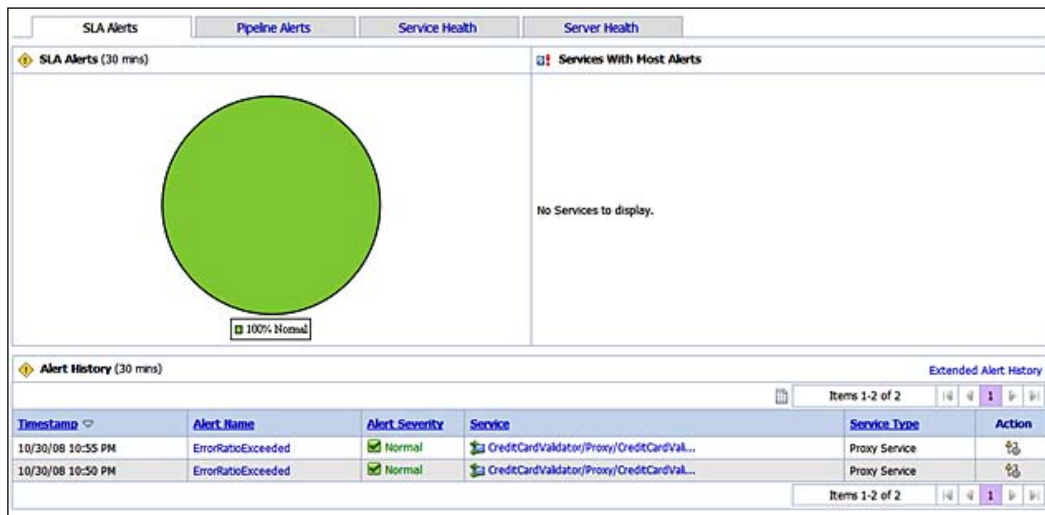 SLA Alerts Pipeline Alerts Service Health Server Health
SLA Alerts (30 mins)
Services With Most Alerts
No Services to display.
100% Normal
Alert History (30 mins)
Extended Alert History
Items 1-2 of 2 1
Timestamp Alert Name Alert Severity Service Service Type Action
10/30/08 10:55 PM ErrorRatioExceeded Normal CreditCardValidator/Proxy/CreditCardVali... Proxy Service
10/30/08 10:50 PM ErrorRatioExceeded Normal CreditCardValidator/Proxy/CreditCardVali... Proxy Service
Items 1-2 of 2 1